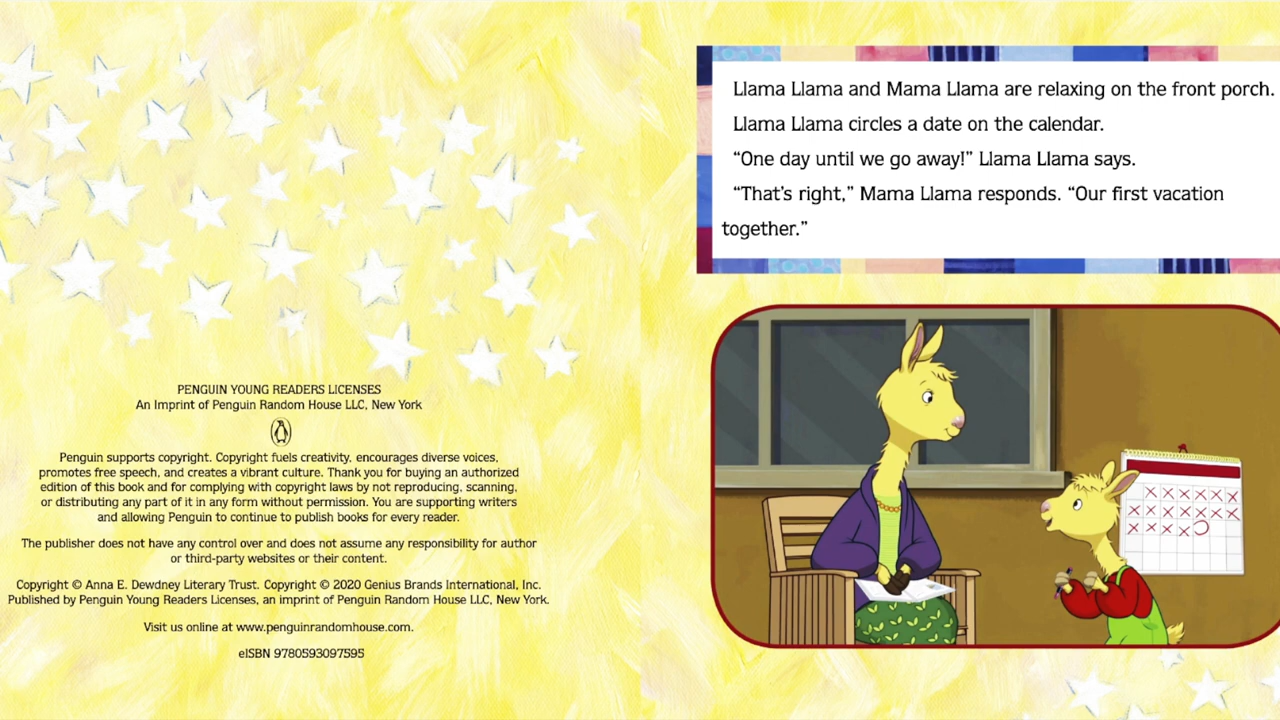 PENGUIN YOUNG READERS LICENSES
An Imprint of Penguin Random House LLC, New York
Penguin supports copyright. Copyright fuels creativity, encourages diverse voices,
promotes free speech, and creates a vibrant culture. Thank you for buying an authorized
edition of this book and for complying with copyright laws by not reproducing, scanning,
or distributing any part of it in any form without permission. You are supporting writers
and allowing Penguin to continue to publish books for every reader.
The publisher does not have any control over and does not assume any responsibility for author
or third-party websites or their content.
Copyright © Anna E. Dewdney Literary Trust. Copyright © 2020 Genius Brands International, Inc.
Published by Penguin Young Readers Licenses, an imprint of Penguin Random House LLC, New York.
Visit us online at www.penguinrandomhouse.com.
eISBN 9780593097595
Llama Llama and Mama Llama are relaxing on the front porch.
Llama Llama circles a date on the calendar.
“One day until we go away!” Llama Llama says.
“That’s right,” Mama Llama responds. “Our first vacation
together.”